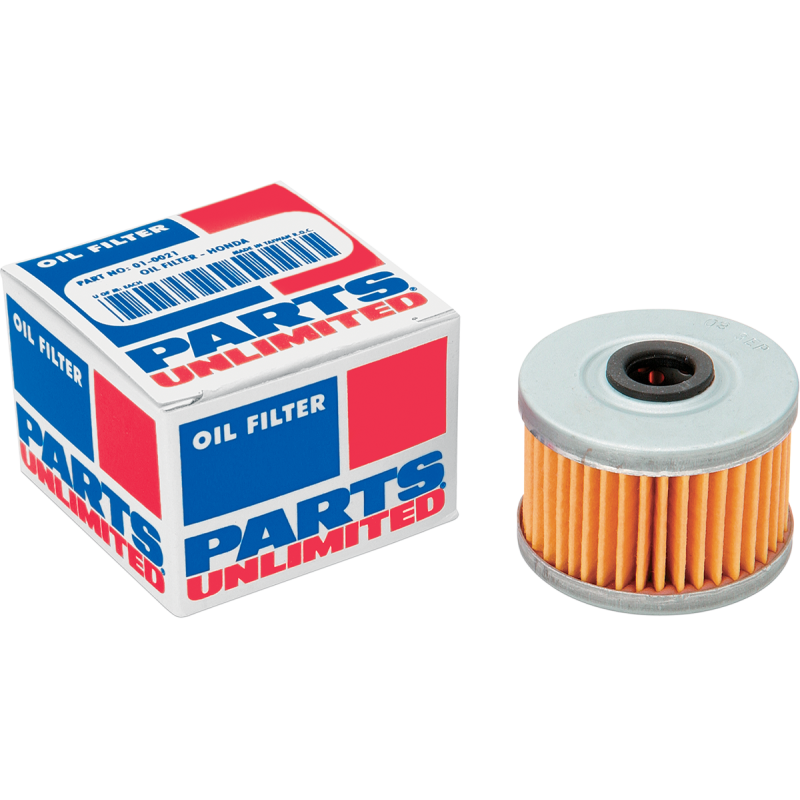 OIL FILTER
PART NO: 01-0021
OIL FILTER - HONDA
U OF M: EACH
MADE IN TAIWAN R.O.C.
PARTS
UNLIMITED®
OIL FILTER
PARTS
UNLIMITED
OIL FILTER
PARTS
UNLIMITED